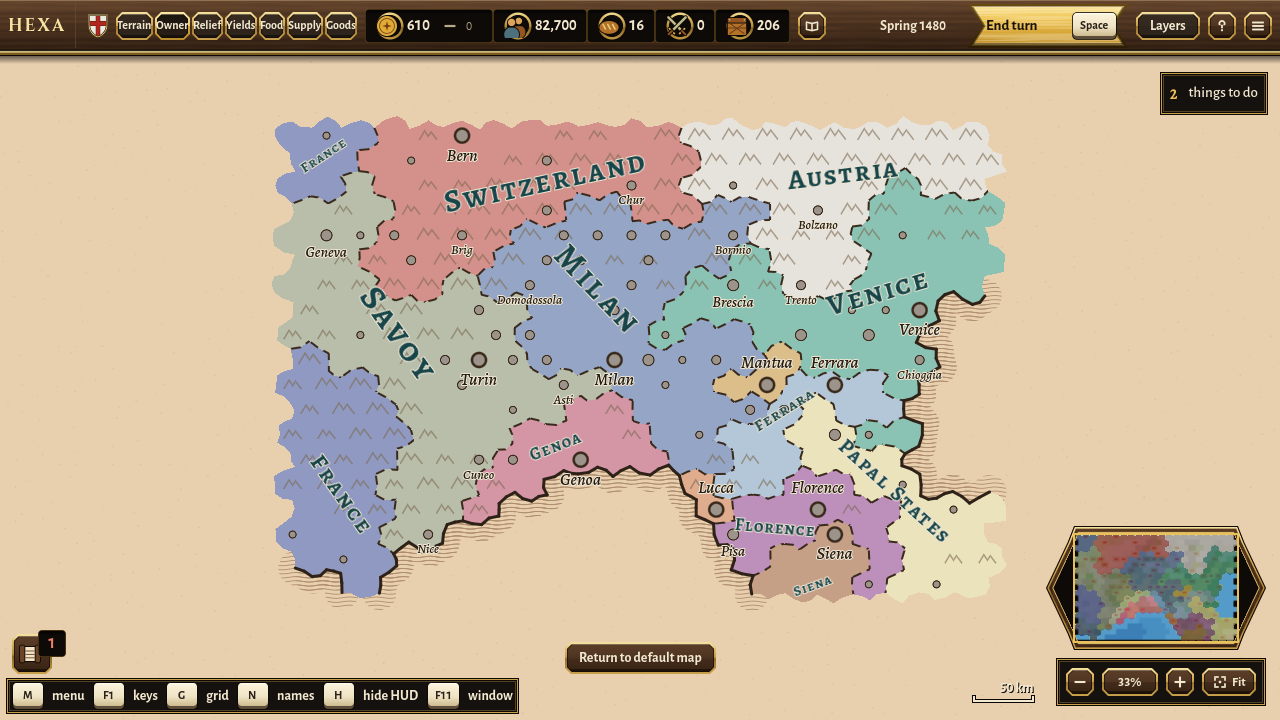 HEXA
Terrain Owner Relief Yields Food Supply Goods
610 — 0
82,700
16
0
206
Spring 1480
End turn Space
Layers
?
2 things to do
FRANCE
Bern
SWITZERLAND
AUSTRIA
Chur
Bolzano
Geneva
Brig
Bormio
MILAN
SAVOY
Domodossola
Brescia
Trento
VENICE
Venice
Turin
Milan
Mantua
Ferrara
Chioggia
Asti
FERRARA
GENOA
PAPAL STATES
Cuneo
Genoa
FRANCE
Lucca
Florence
FLORENCE
Nice
Pisa
Siena
SIENA
1
Return to default map
M menu F1 keys G grid N names H hide HUD F11 window
50 km
− 33% + Fit